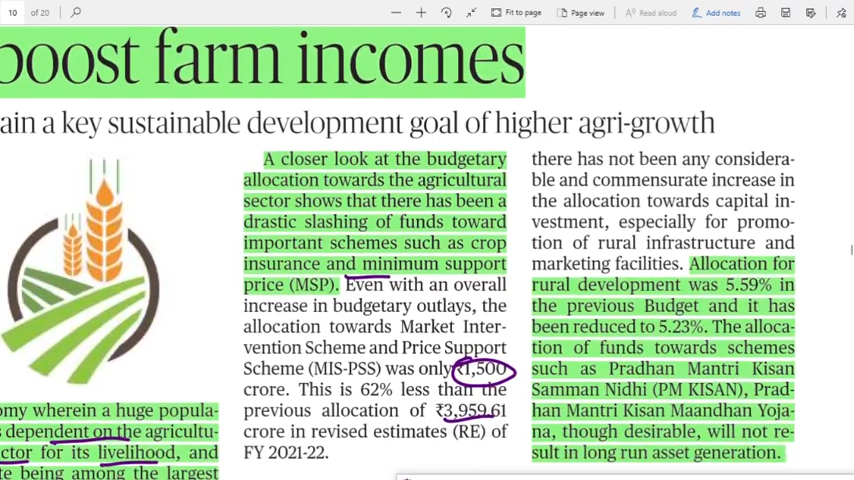 10 of 20
Fit to page
Page view
Read aloud
Add notes
boost farm incomes
ain a key sustainable development goal of higher agri-growth
omy wherein a huge popula-
s dependent on the agricultu-
ctor for its livelihood, and
te being among the largest
A closer look at the budgetary
allocation towards the agricultural
sector shows that there has been a
drastic slashing of funds toward
important schemes such as crop
insurance and minimum support
price (MSP). Even with an overall
increase in budgetary outlays, the
allocation towards Market Inter-
vention Scheme and Price Support
Scheme (MIS-PSS) was only ₹1,500
crore. This is 62% less than the
previous allocation of ₹3,959.61
crore in revised estimates (RE) of
FY 2021-22.
there has not been any considera-
ble and commensurate increase in
the allocation towards capital in-
vestment, especially for promo-
tion of rural infrastructure and
marketing facilities. Allocation for
rural development was 5.59% in
the previous Budget and it has
been reduced to 5.23%. The alloca-
tion of funds towards schemes
such as Pradhan Mantri Kisan
Samman Nidhi (PM KISAN), Prad-
han Mantri Kisan Maandhan Yoja-
na, though desirable, will not re-
sult in long run asset generation.